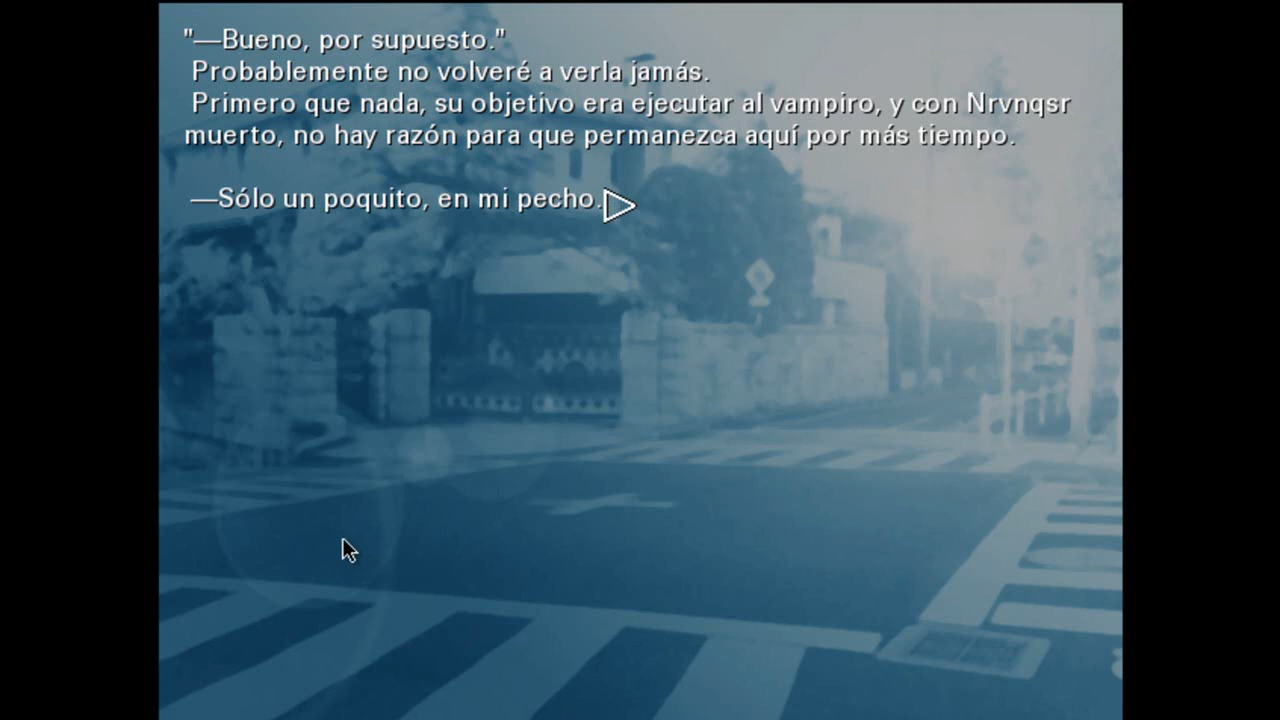 "—Bueno, por supuesto."
Probablemente no volveré a verla jamás.
Primero que nada, su objetivo era ejecutar al vampiro, y con Nrvnqsr
muerto, no hay razón para que permanezca aquí por más tiempo.
—Sólo un poquito, en mi pecho.